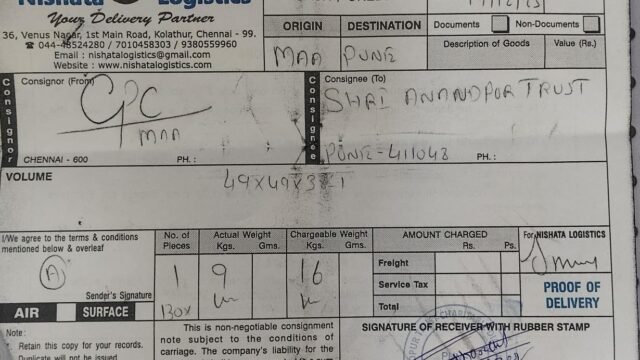 Nishata Logistics
Your Delivery Partner
36, Venus Nagar, 1st Main Road, Kolathur, Chennai - 99.
☎ 044-48524280 / 7010458303 / 9380559960
Email : nishatalogistics@gmail.com
Website : www.nishatalogistics.com
ORIGIN DESTINATION
MAA PUNE
Documents Non-Documents
Description of Goods Value (Rs.)
Consignor
Consignor (From)
GPC
MAA
CHENNAI - 600 PH. :
Consignee
Consignee (To)
SHRI ANANDPUR TRUST
PUNE-411048 PH. :
VOLUME
49X49X3X1
I/We agree to the terms & conditions
mentioned below & overleaf
A
Sender's Signature
AIR SURFACE
No. of
Pieces
1
BOX
Actual Weight
Kgs. Gms.
9
Chargeable Weight
Kgs. Gms.
16
AMOUNT CHARGED
Rs. Ps.
Freight
Service Tax
Total
For NISHATA LOGISTICS
PROOF OF
DELIVERY
Note :
Retain this copy for your records.
Duplicate will not be issued
This is non-negotiable consignment
note subject to the conditions of
carriage. The company's liability for the
SIGNATURE OF RECEIVER WITH RUBBER STAMP